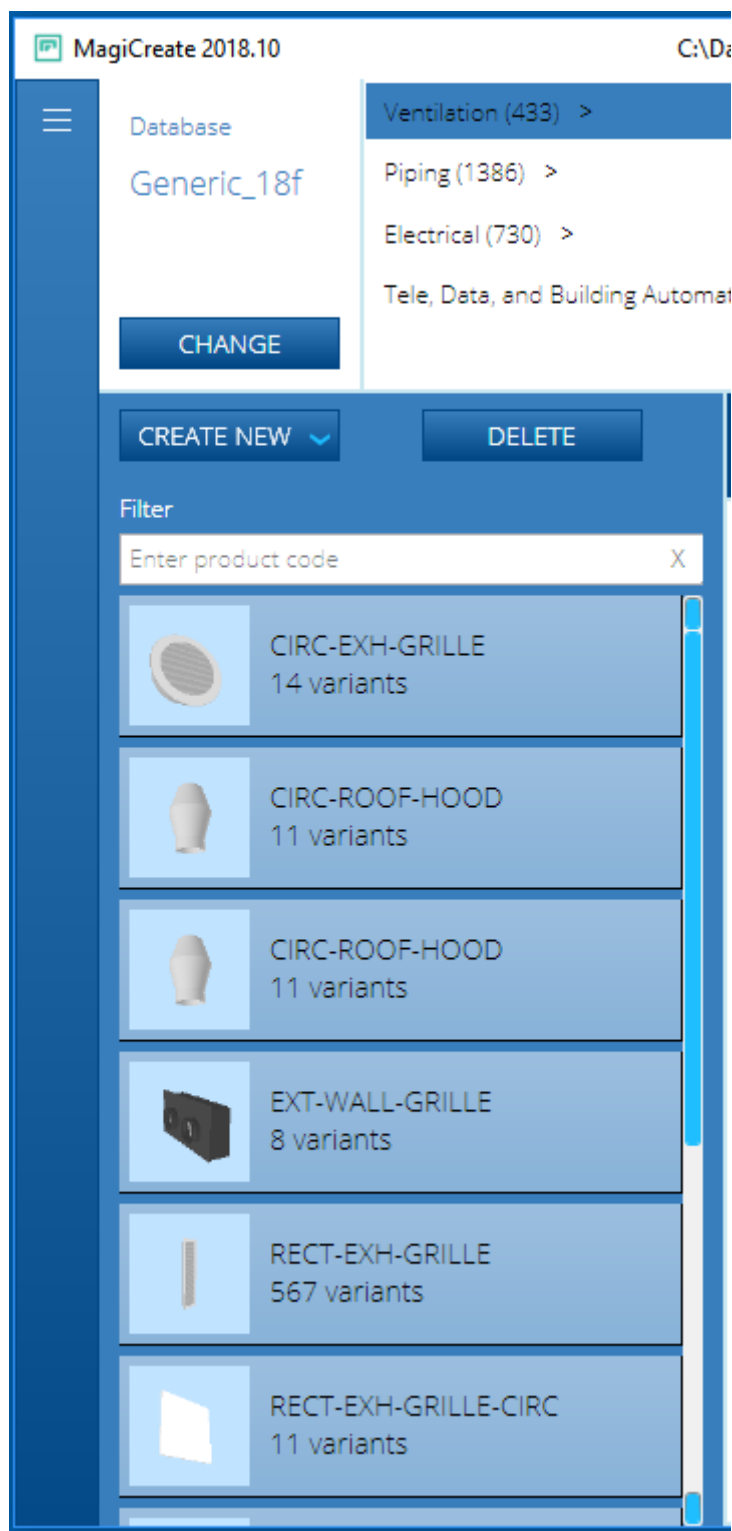 MagiCreate 2018.10
C:\Da
Database
Generic_18f
CHANGE
Ventilation (433) >
Piping (1386) >
Electrical (730) >
Tele, Data, and Building Automat
CREATE NEW
DELETE
Filter
Enter product code X
CIRC-EXH-GRILLE
14 variants
CIRC-ROOF-HOOD
11 variants
CIRC-ROOF-HOOD
11 variants
EXT-WALL-GRILLE
8 variants
RECT-EXH-GRILLE
567 variants
RECT-EXH-GRILLE-CIRC
11 variants